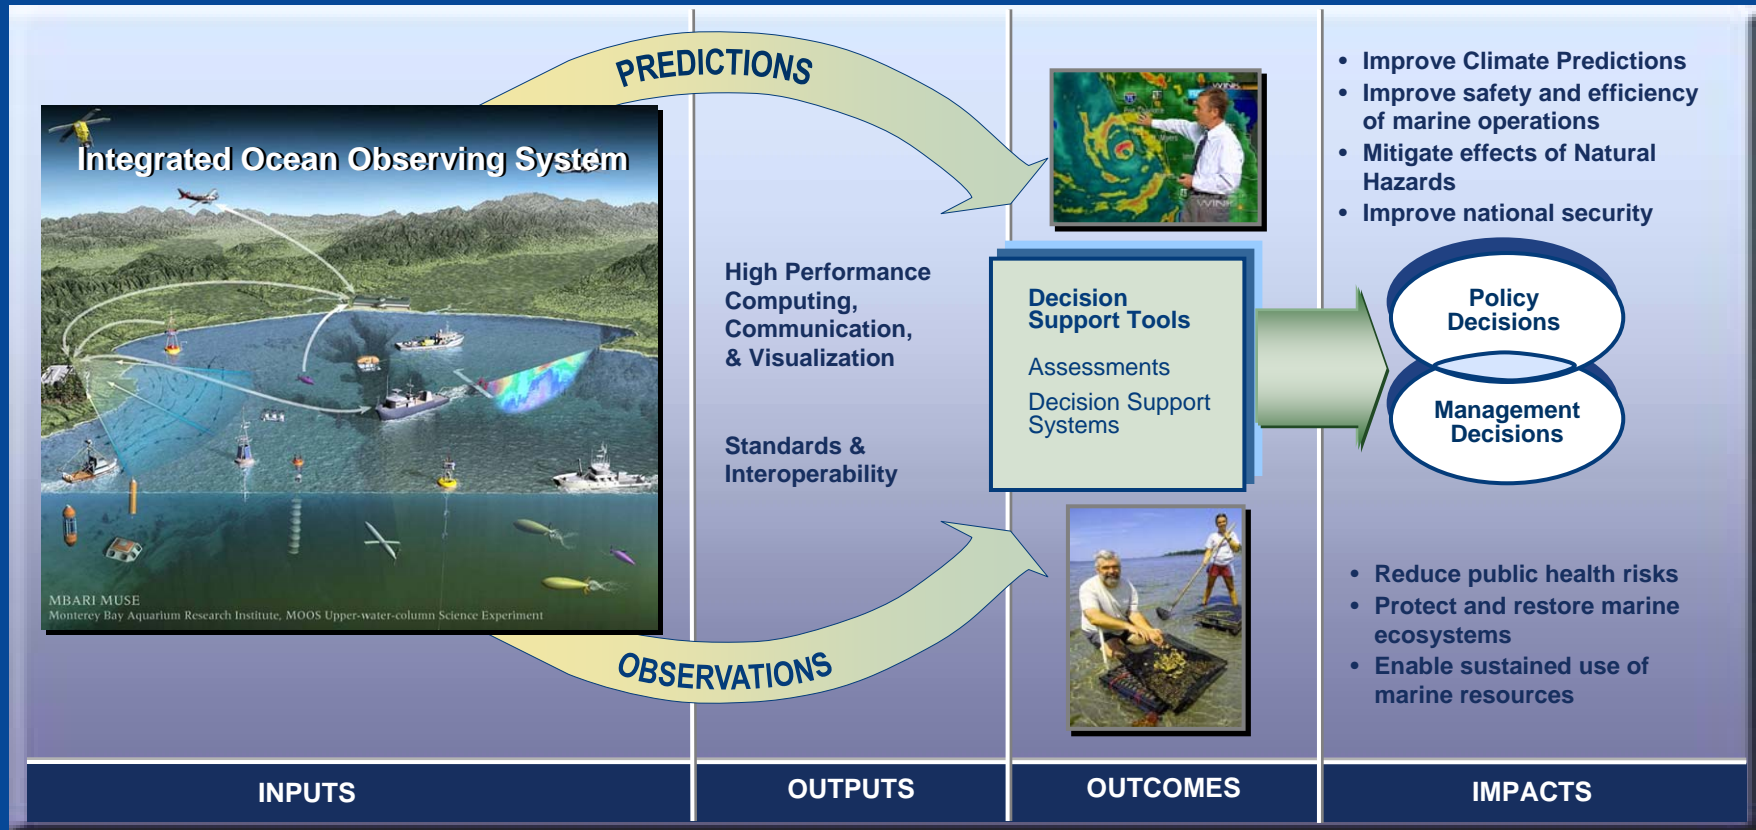 PREDICTIONS
Integrated Ocean Observing System
MBARI MUSE
Monterey Bay Aquarium Research Institute, MOOS Upper-water-column Science Experiment
OBSERVATIONS
High Performance
Computing,
Communication,
& Visualization
Standards &
Interoperability
WINK
Myers
WINK
Decision
Support Tools
Assessments
Decision Support
Systems
• Improve Climate Predictions
• Improve safety and efficiency
of marine operations
• Mitigate effects of Natural
Hazards
• Improve national security
Policy
Decisions
Management
Decisions
• Reduce public health risks
• Protect and restore marine
ecosystems
• Enable sustained use of
marine resources
INPUTS
OUTPUTS
OUTCOMES
IMPACTS